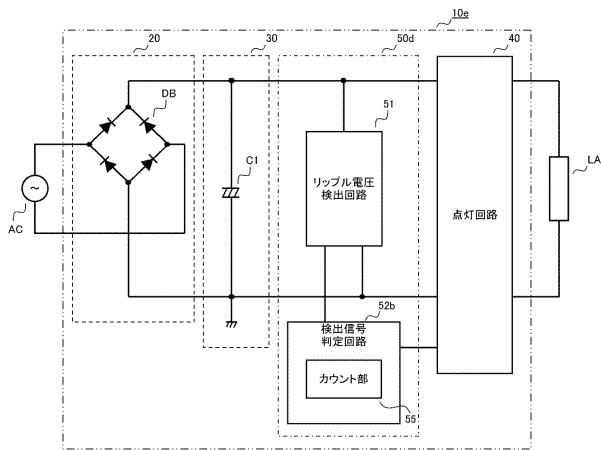 10e
20
30
50d
40
DB
51
C1
LA
リップル電圧
検出回路
~
AC
点灯回路
52b
検出信号
判定回路
カウント部
55